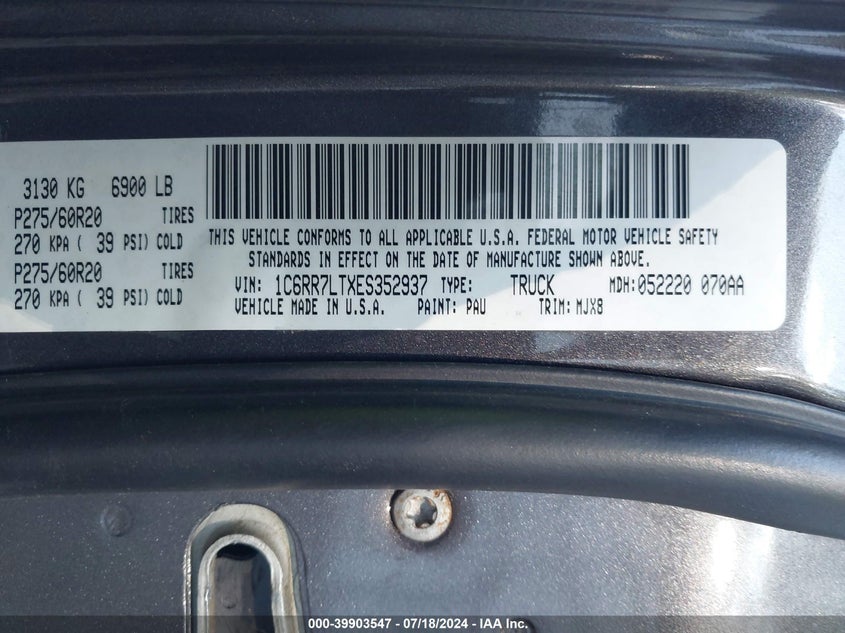 3130 KG 6900 LB
P275/60R20 TIRES
270 KPA ( 39 PSI) COLD
P275/60R20 TIRES
270 KPA ( 39 PSI) COLD
THIS VEHICLE CONFORMS TO ALL APPLICABLE U.S.A. FEDERAL MOTOR VEHICLE SAFETY
STANDARDS IN EFFECT ON THE DATE OF MANUFACTURE SHOWN ABOVE.
VIN: 1C6RR7LTXES352937 TYPE: TRUCK MDH:052220 070AA
VEHICLE MADE IN U.S.A. PAINT: PAU TRIM: MJX8
000-39903547 - 07/18/2024 - IAA Inc.